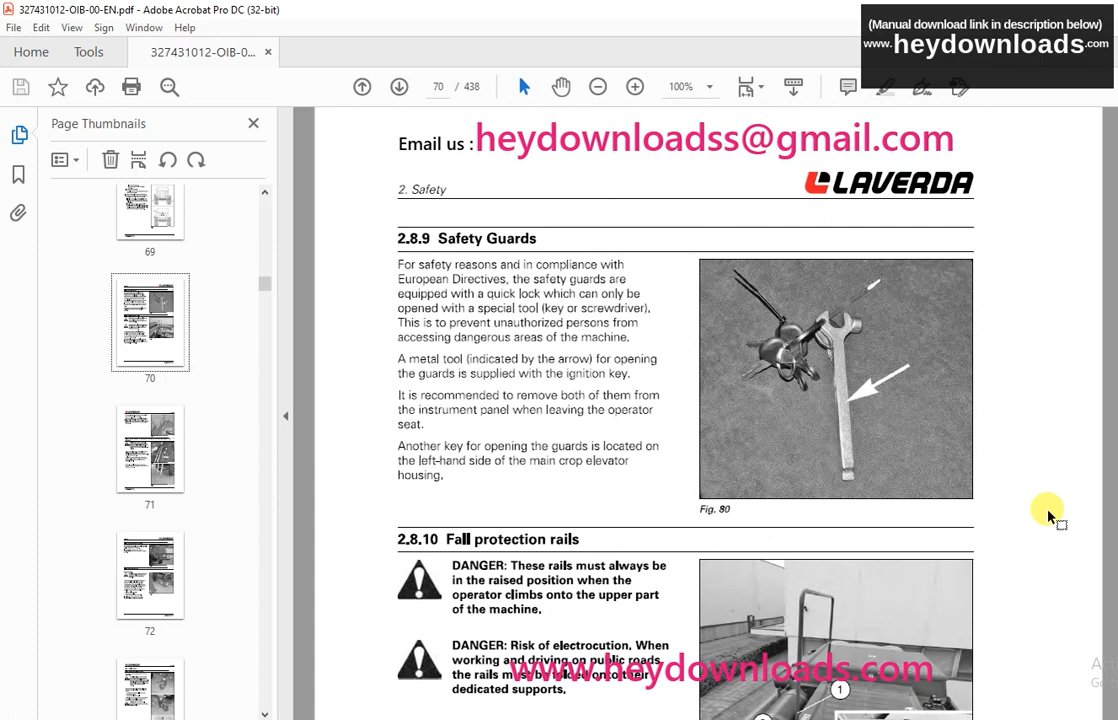 327431012-OIB-00-EN.pdf - Adobe Acrobat Pro DC (32-bit)
File Edit View Sign Window Help
Home Tools 327431012-OIB-0... ×
(Manual download link in description below)
www.heydownloads.com
70 / 438
100%
Page Thumbnails
69
70
71
72
Email us : heydownloadss@gmail.com
2. Safety
LAVERDA
2.8.9 Safety Guards
For safety reasons and in compliance with
European Directives, the safety guards are
equipped with a quick lock which can only be
opened with a special tool (key or screwdriver).
This is to prevent unauthorized persons from
accessing dangerous areas of the machine.
A metal tool (indicated by the arrow) for opening
the guards is supplied with the ignition key.
It is recommended to remove both of them from
the instrument panel when leaving the operator
seat.
Another key for opening the guards is located on
the left-hand side of the main crop elevator
housing.
Fig. 80
2.8.10 Fall protection rails
DANGER: These rails must always be
in the raised position when the
operator climbs onto the upper part
of the machine.
DANGER: Risk of electrocution. When
working and driving on public roads
the rails must be folded onto their
dedicated supports.
www.heydownloads.com
1